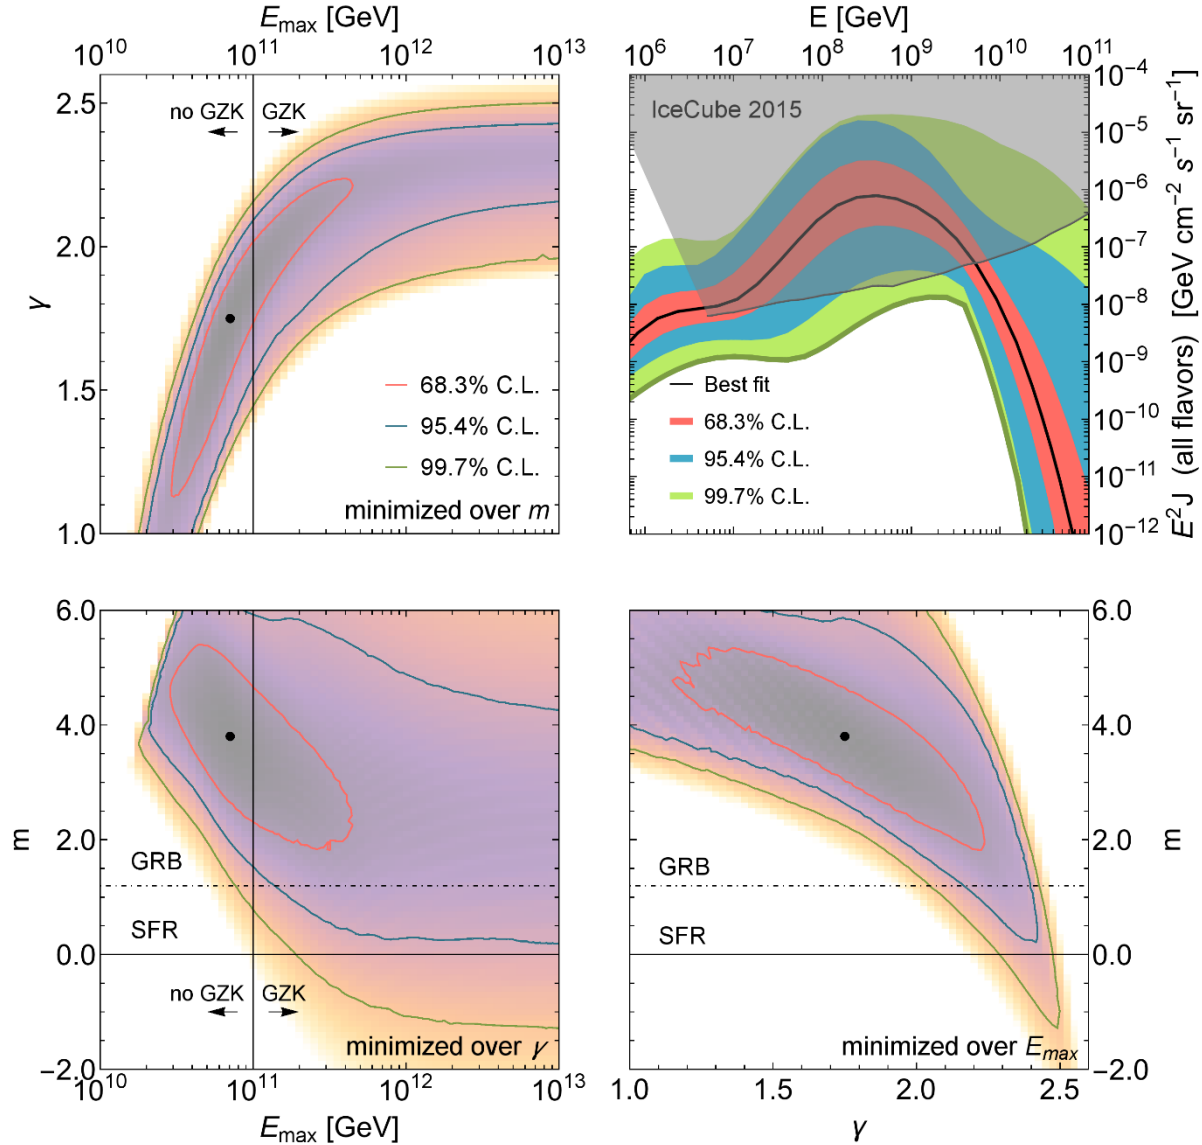 E_max [GeV]
10^10 10^11 10^12 10^13
2.5
2.0
1.5
1.0
γ
no GZK GZK
68.3% C.L.
95.4% C.L.
99.7% C.L.
minimized over m
E [GeV]
10^6 10^7 10^8 10^9 10^10 10^11
IceCube 2015
10^-4
10^-5
10^-6
10^-7
10^-8
10^-9
10^-10
10^-11
10^-12
E^2J (all flavors) [GeV cm^-2 s^-1 sr^-1]
Best fit
68.3% C.L.
95.4% C.L.
99.7% C.L.
6.0
4.0
2.0
0.0
-2.0
m
GRB
SFR
no GZK GZK
minimized over γ
10^10 10^11 10^12 10^13
E_max [GeV]
6.0
4.0
2.0
0.0
-2.0
m
GRB
SFR
minimized over E_max
1.0 1.5 2.0 2.5
γ